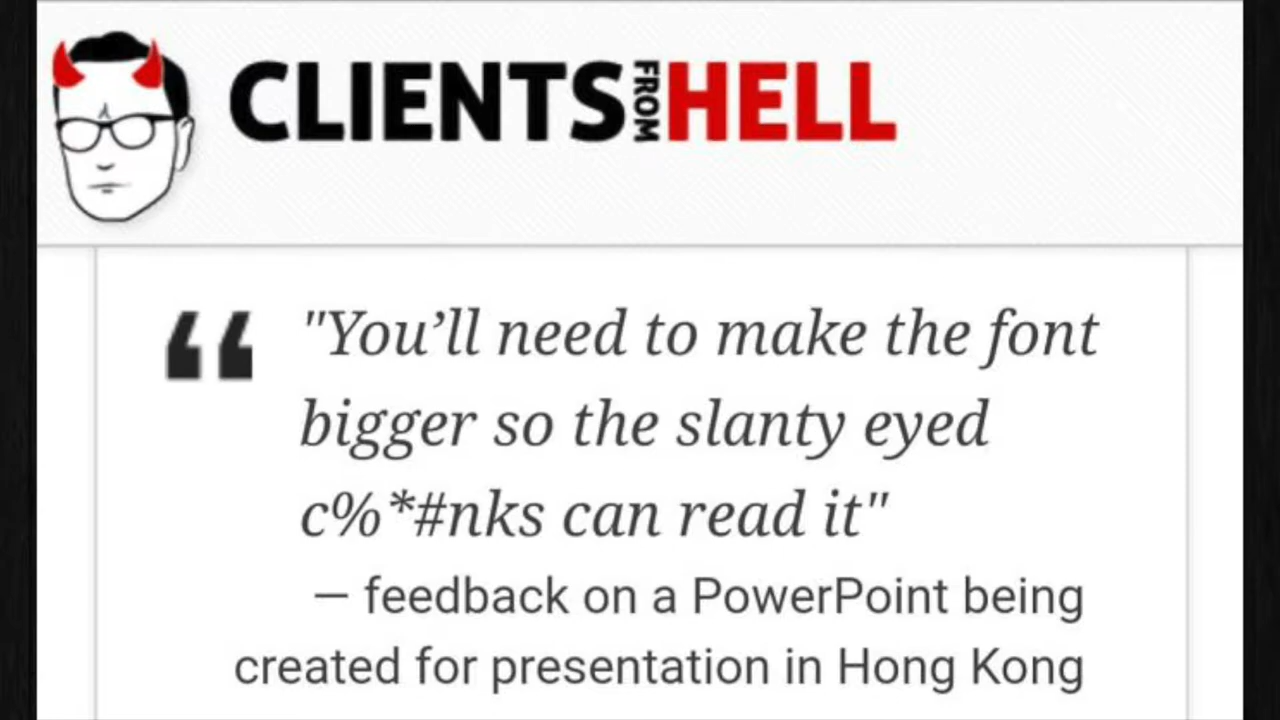 CLIENTS FROM HELL
"You’ll need to make the font
bigger so the slanty eyed
c%*#nks can read it"
— feedback on a PowerPoint being
created for presentation in Hong Kong